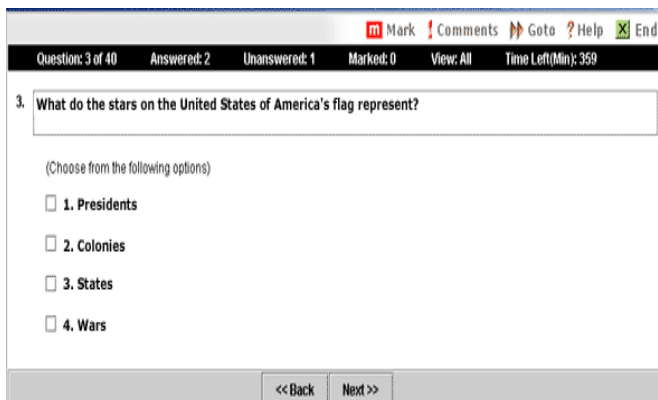 m Mark ! Comments Goto ? Help X End
Question: 3 of 40 Answered: 2 Unanswered: 1 Marked: 0 View: All Time Left(Min): 359
3. What do the stars on the United States of America's flag represent?
(Choose from the following options)
1. Presidents
2. Colonies
3. States
4. Wars
<< Back Next >>